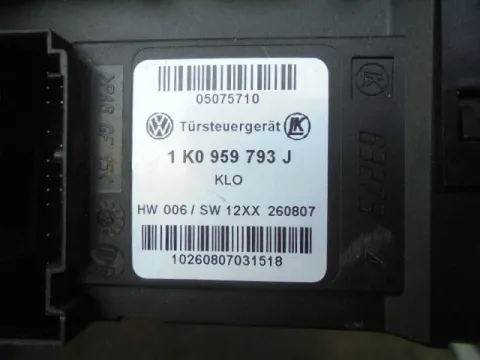 05075710
Türsteuergerät
1 K0 959 793 J
KLO
HW 006 / SW 12XX 260807
10260807031518